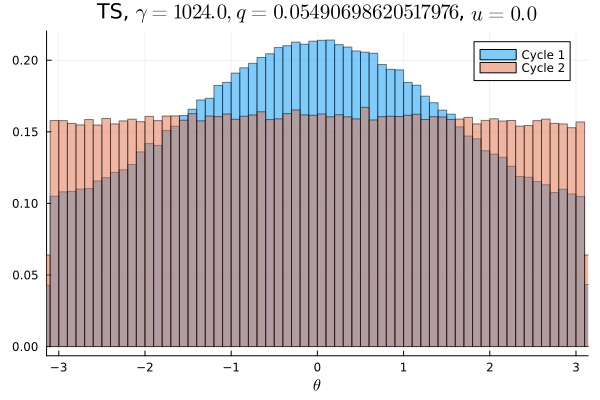 TS, γ = 1024.0, q = 0.05490698620517976, u = 0.0
Cycle 1
Cycle 2
0.20
0.15
0.10
0.05
0.00
−3 −2 −1 0 1 2 3
θ